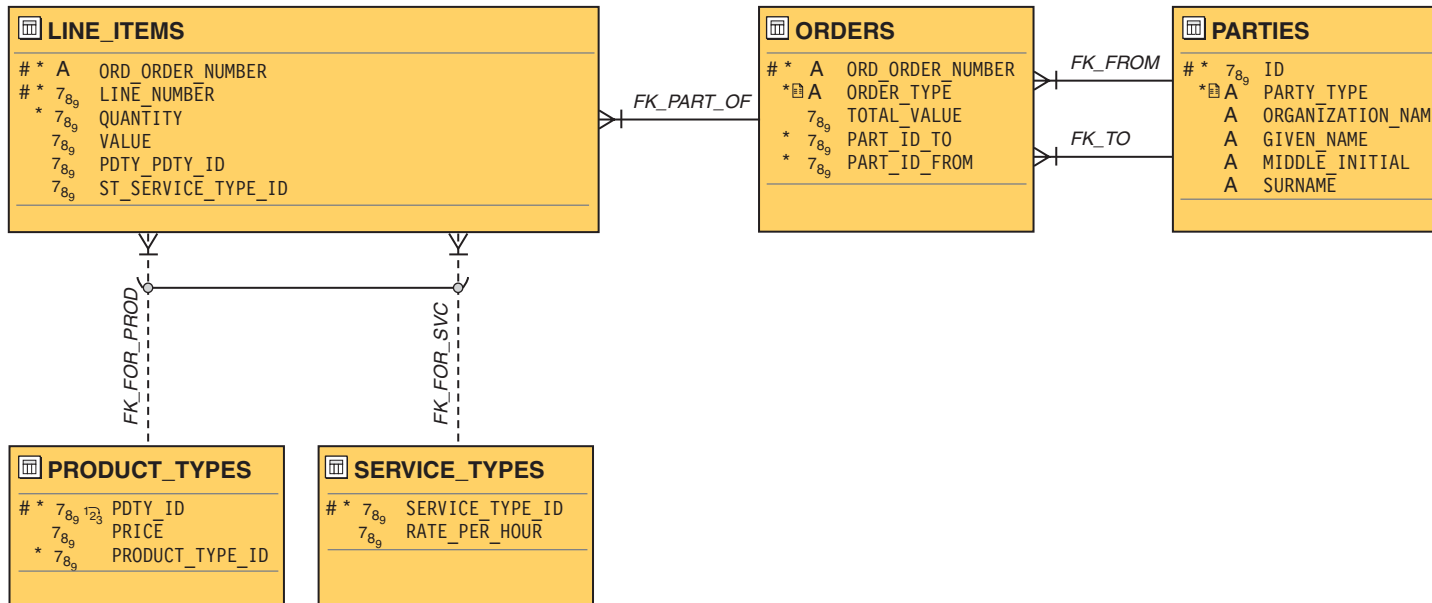 LINE_ITEMS
# * A ORD_ORDER_NUMBER
# * 789 LINE_NUMBER
* 789 QUANTITY
789 VALUE
789 PDTY_PDTY_ID
789 ST_SERVICE_TYPE_ID
FK_PART_OF
ORDERS
# * A ORD_ORDER_NUMBER
* A ORDER_TYPE
789 TOTAL_VALUE
* 789 PART_ID_TO
* 789 PART_ID_FROM
FK_FROM
FK_TO
PARTIES
# * 789 ID
* A PARTY_TYPE
A ORGANIZATION_NAM
A GIVEN_NAME
A MIDDLE_INITIAL
A SURNAME
FK_FOR_PROD
FK_FOR_SVC
PRODUCT_TYPES
# * 789 123 PDTY_ID
789 PRICE
* 789 PRODUCT_TYPE_ID
SERVICE_TYPES
# * 789 SERVICE_TYPE_ID
789 RATE_PER_HOUR